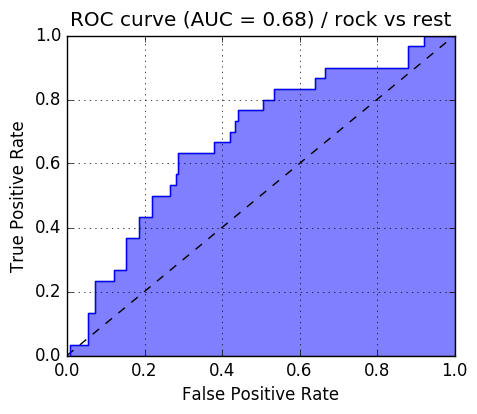 ROC curve (AUC = 0.68) / rock vs rest
1.0
0.8
0.6
0.4
0.2
0.0
True Positive Rate
0.0 0.2 0.4 0.6 0.8 1.0
False Positive Rate